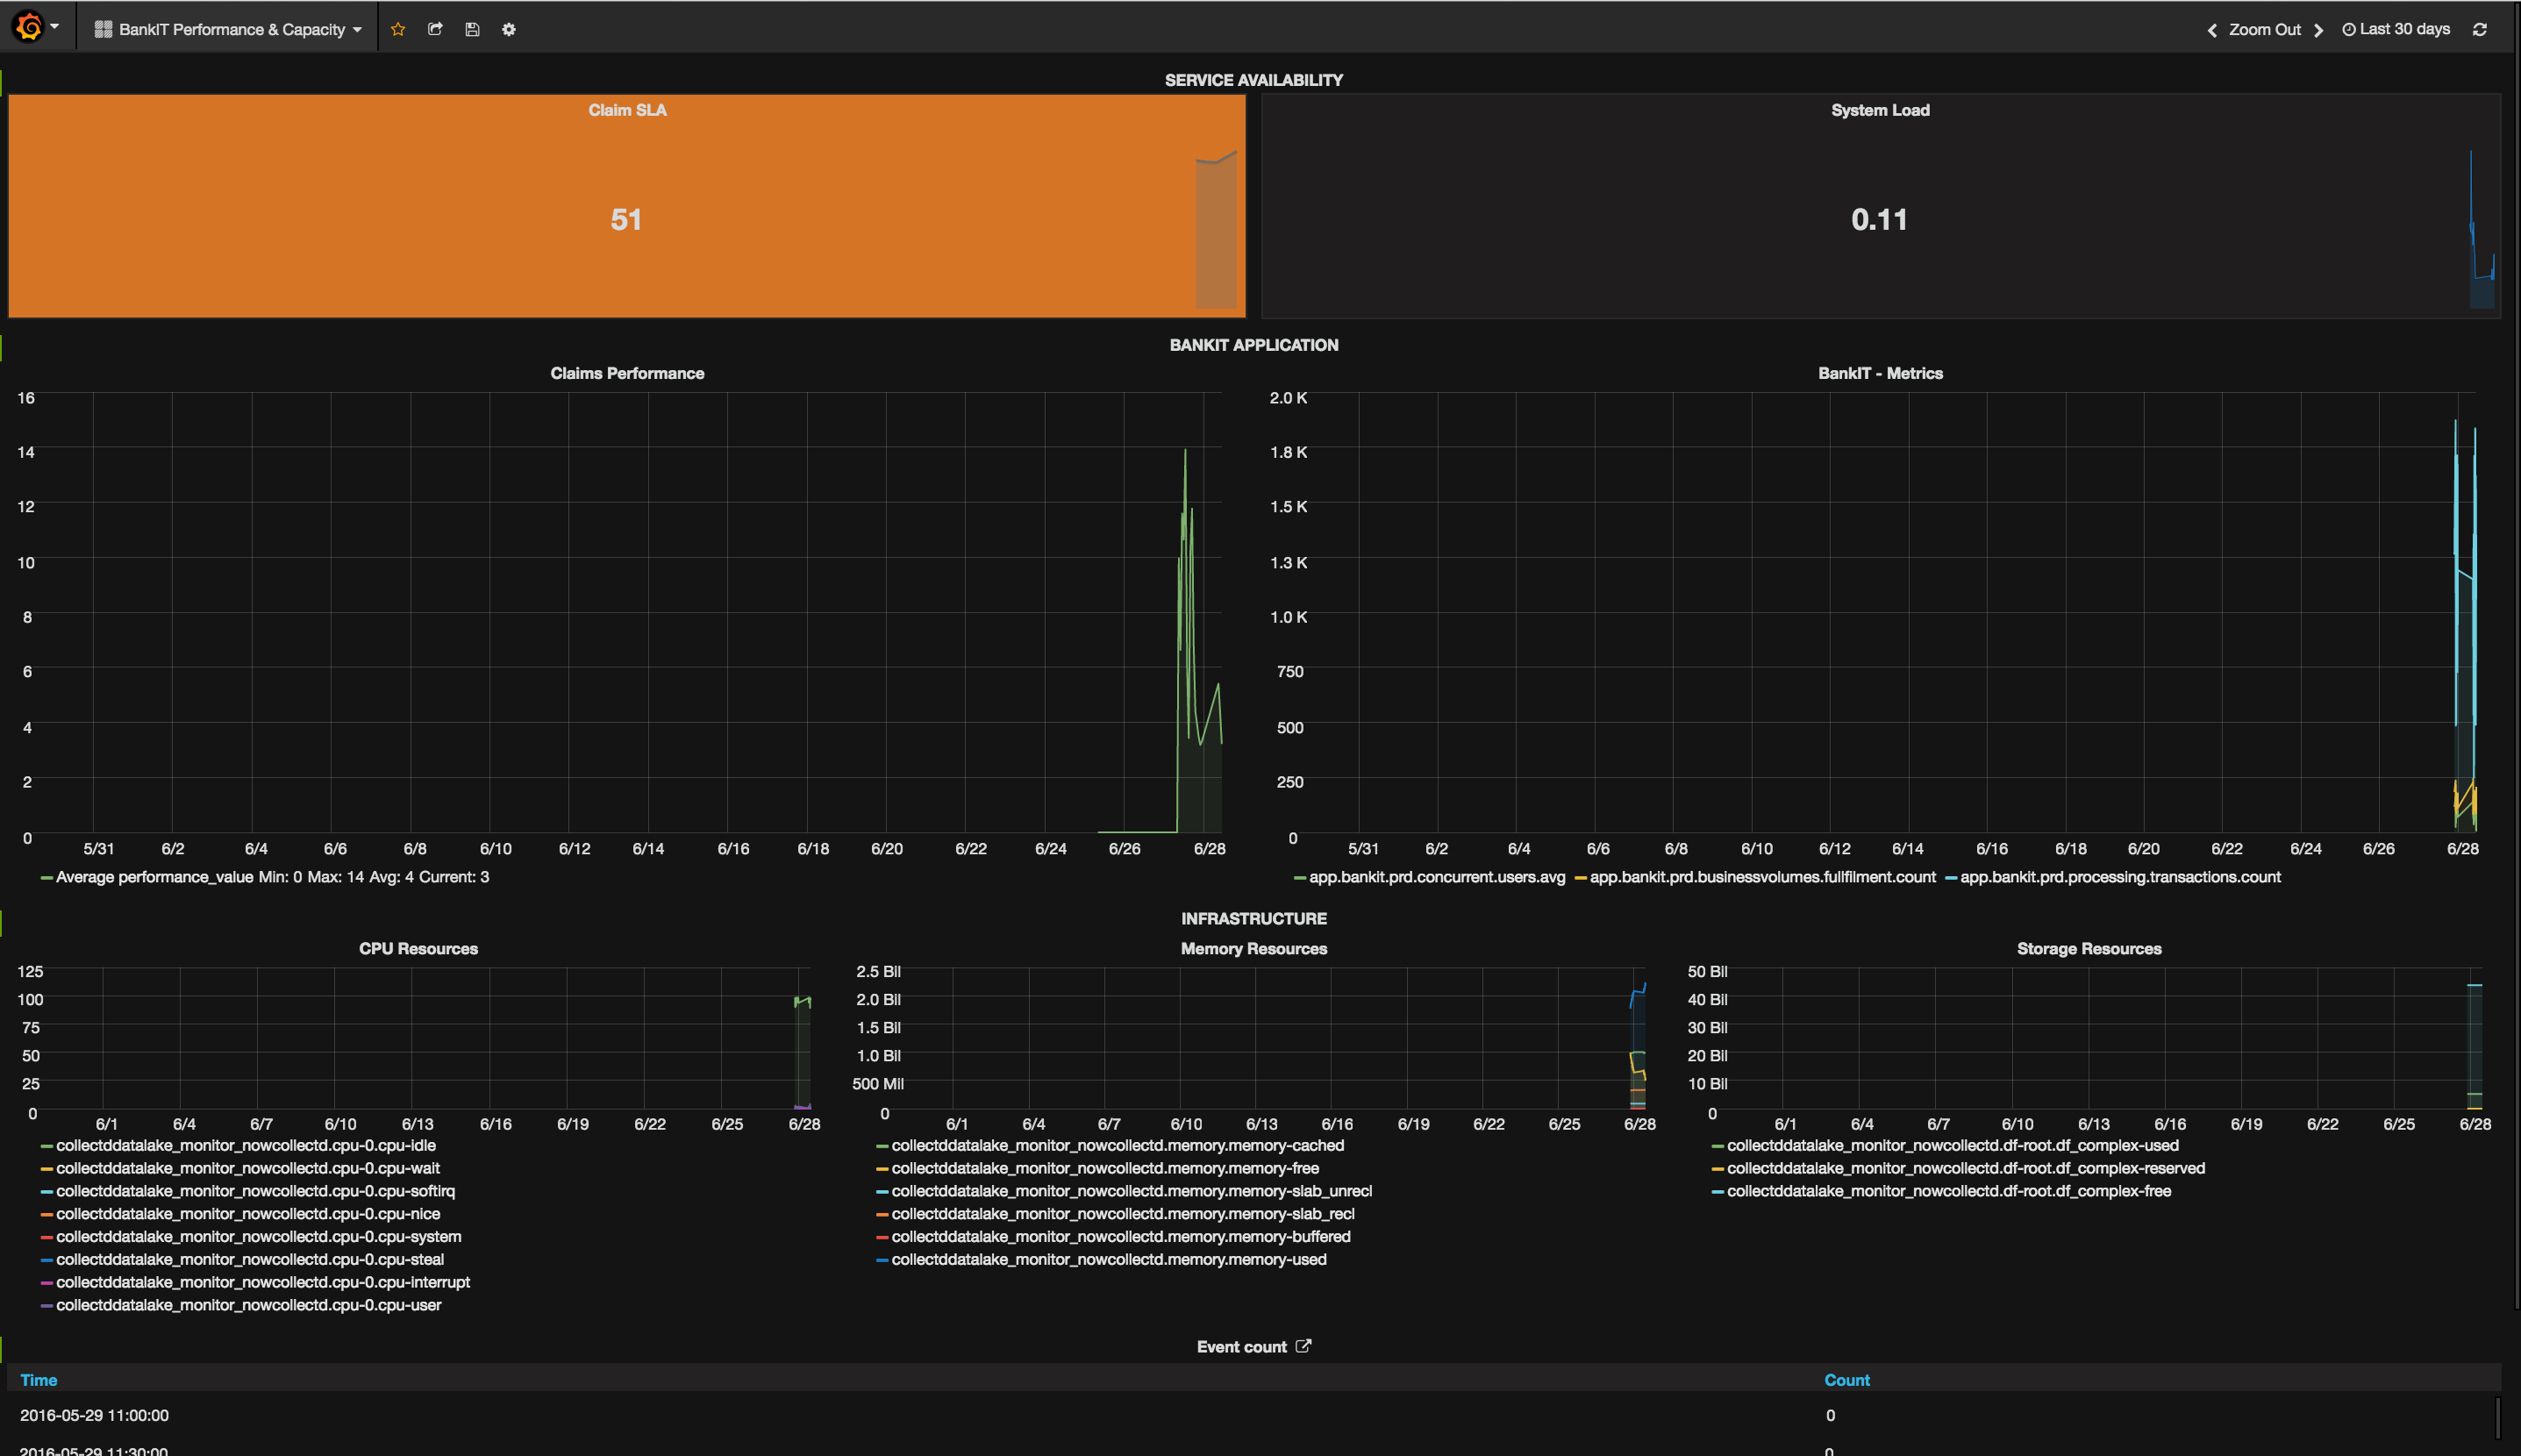 BankIT Performance & Capacity
Zoom Out
Last 30 days
SERVICE AVAILABILITY
Claim SLA
51
System Load
0.11
BANKIT APPLICATION
Claims Performance
16
14
12
10
8
6
4
2
0
5/31 6/2 6/4 6/6 6/8 6/10 6/12 6/14 6/16 6/18 6/20 6/22 6/24 6/26 6/28
Average performance_value Min: 0 Max: 14 Avg: 4 Current: 3
BankIT - Metrics
2.0 K
1.8 K
1.5 K
1.3 K
1.0 K
750
500
250
0
5/31 6/2 6/4 6/6 6/8 6/10 6/12 6/14 6/16 6/18 6/20 6/22 6/24 6/26 6/28
app.bankit.prd.concurrent.users.avg app.bankit.prd.businessvolumes.fullfilment.count app.bankit.prd.processing.transactions.count
INFRASTRUCTURE
CPU Resources
125
100
75
50
25
0
6/1 6/4 6/7 6/10 6/13 6/16 6/19 6/22 6/25 6/28
collectddatalake_monitor_nowcollectd.cpu-0.cpu-idle
collectddatalake_monitor_nowcollectd.cpu-0.cpu-wait
collectddatalake_monitor_nowcollectd.cpu-0.cpu-softirq
collectddatalake_monitor_nowcollectd.cpu-0.cpu-nice
collectddatalake_monitor_nowcollectd.cpu-0.cpu-system
collectddatalake_monitor_nowcollectd.cpu-0.cpu-steal
collectddatalake_monitor_nowcollectd.cpu-0.cpu-interrupt
collectddatalake_monitor_nowcollectd.cpu-0.cpu-user
Memory Resources
2.5 Bil
2.0 Bil
1.5 Bil
1.0 Bil
500 Mil
0
6/1 6/4 6/7 6/10 6/13 6/16 6/19 6/22 6/25 6/28
collectddatalake_monitor_nowcollectd.memory.memory-cached
collectddatalake_monitor_nowcollectd.memory.memory-free
collectddatalake_monitor_nowcollectd.memory.memory-slab_unrecl
collectddatalake_monitor_nowcollectd.memory.memory-slab_recl
collectddatalake_monitor_nowcollectd.memory.memory-buffered
collectddatalake_monitor_nowcollectd.memory.memory-used
Storage Resources
50 Bil
40 Bil
30 Bil
20 Bil
10 Bil
0
6/1 6/4 6/7 6/10 6/13 6/16 6/19 6/22 6/25 6/28
collectddatalake_monitor_nowcollectd.df-root.df_complex-used
collectddatalake_monitor_nowcollectd.df-root.df_complex-reserved
collectddatalake_monitor_nowcollectd.df-root.df_complex-free
Event count
Time Count
2016-05-29 11:00:00 0
2016-05-29 11:30:00 0